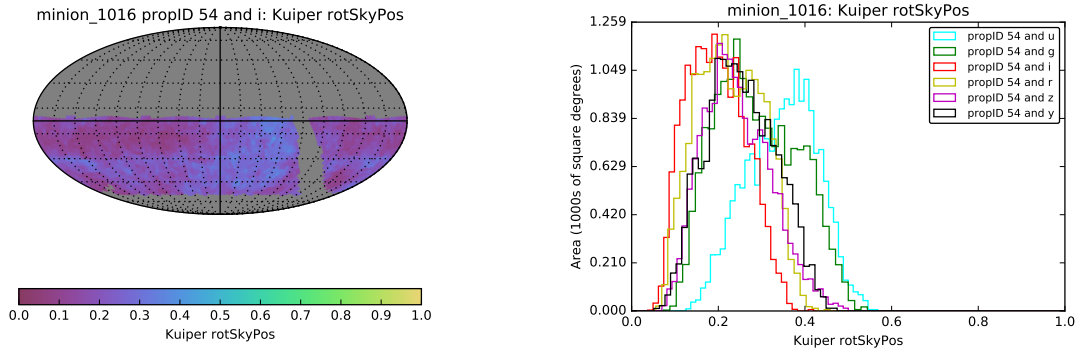 minion_1016 propID 54 and i: Kuiper rotSkyPos
0.0 0.1 0.2 0.3 0.4 0.5 0.6 0.7 0.8 0.9 1.0
Kuiper rotSkyPos
minion_1016: Kuiper rotSkyPos
1.259
1.049
0.839
0.629
0.420
0.210
0.000
Area (1000s of square degrees)
propID 54 and u
propID 54 and g
propID 54 and i
propID 54 and r
propID 54 and z
propID 54 and y
0.0 0.2 0.4 0.6 0.8 1.0
Kuiper rotSkyPos